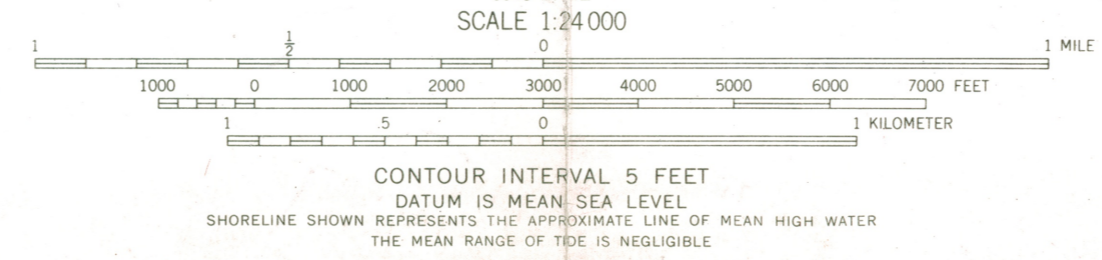 SCALE 1:24 000
1 ½ 0 1 MILE
1000 0 1000 2000 3000 4000 5000 6000 7000 FEET
1 .5 0 1 KILOMETER
CONTOUR INTERVAL 5 FEET
DATUM IS MEAN SEA LEVEL
SHORELINE SHOWN REPRESENTS THE APPROXIMATE LINE OF MEAN HIGH WATER
THE MEAN RANGE OF TIDE IS NEGLIGIBLE